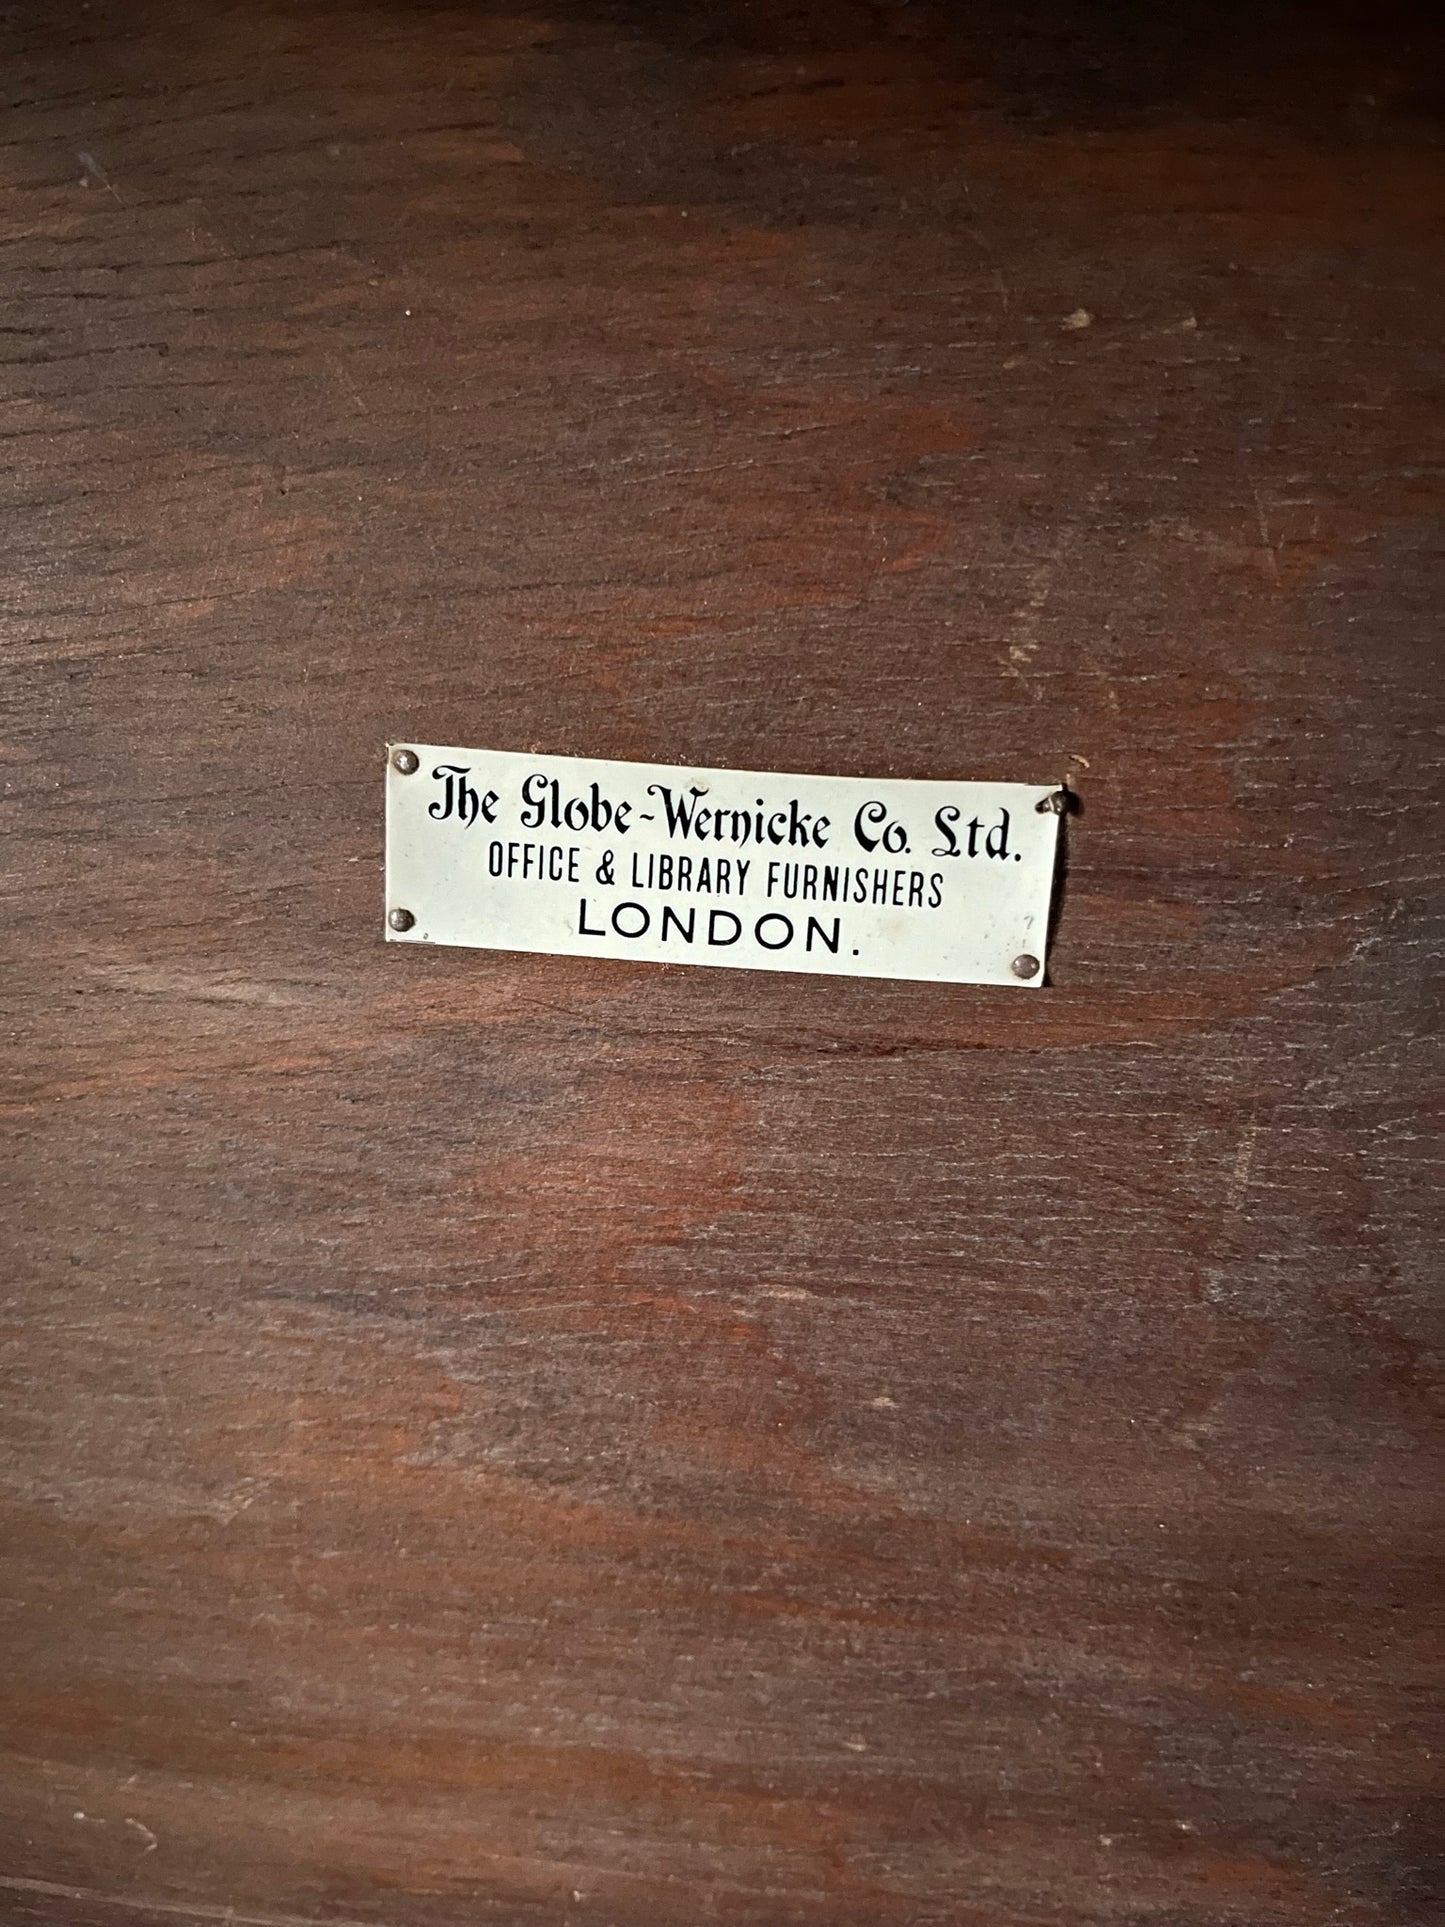 The Globe-Wernicke Co. Ltd.
OFFICE & LIBRARY FURNISHERS
LONDON.